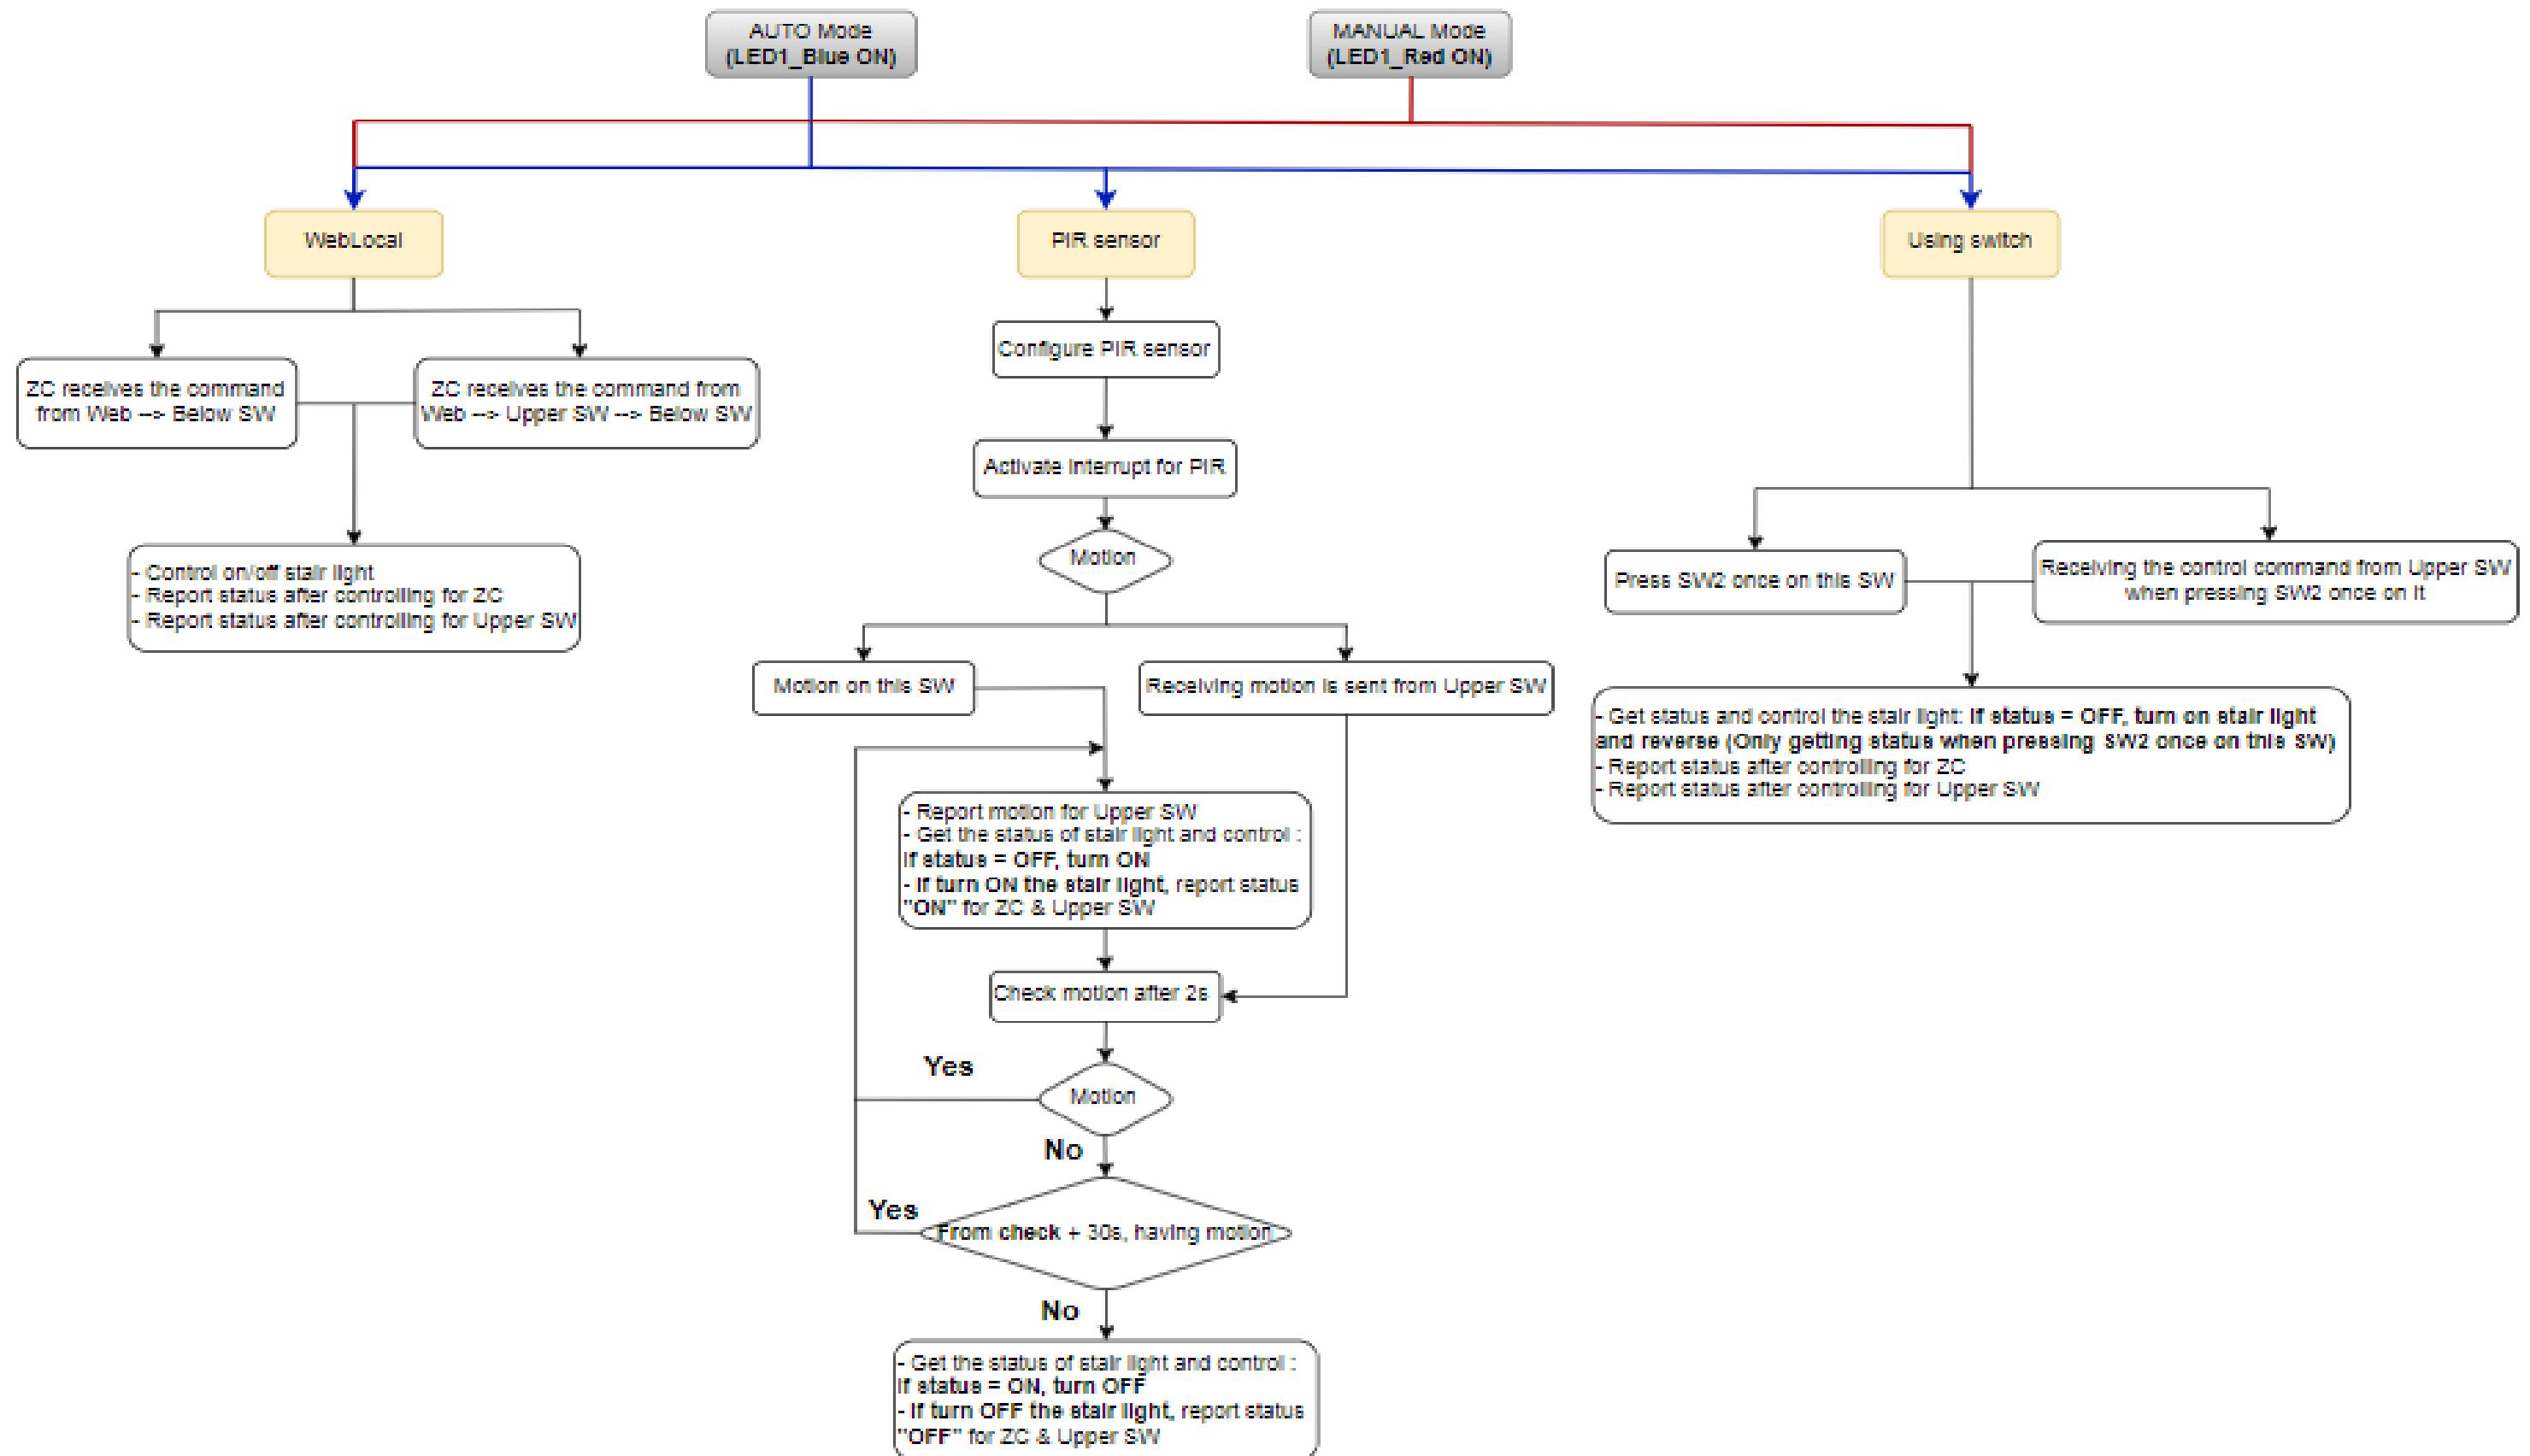 AUTO Mode
(LED1_Blue ON)
MANUAL Mode
(LED1_Red ON)
WebLocal
PIR sensor
Using switch
ZC receives the command
from Web --> Below SW
ZC receives the command from
Web --> Upper SW --> Below SW
- Control on/off stair light
- Report status after controlling for ZC
- Report status after controlling for Upper SW
Configure PIR sensor
Activate interrupt for PIR
Motion
Motion on this SW
Receiving motion is sent from Upper SW
- Report motion for Upper SW
- Get the status of stair light and control :
if status = OFF, turn ON
- If turn ON the stair light, report status
"ON" for ZC & Upper SW
Check motion after 2s
Yes
Motion
No
Yes
From check + 30s, having motion
No
- Get the status of stair light and control :
if status = ON, turn OFF
- If turn OFF the stair light, report status
"OFF" for ZC & Upper SW
Press SW2 once on this SW
Receiving the control command from Upper SW
when pressing SW2 once on it
- Get status and control the stair light: if status = OFF, turn on stair light
and reverse (Only getting status when pressing SW2 once on this SW)
- Report status after controlling for ZC
- Report status after controlling for Upper SW